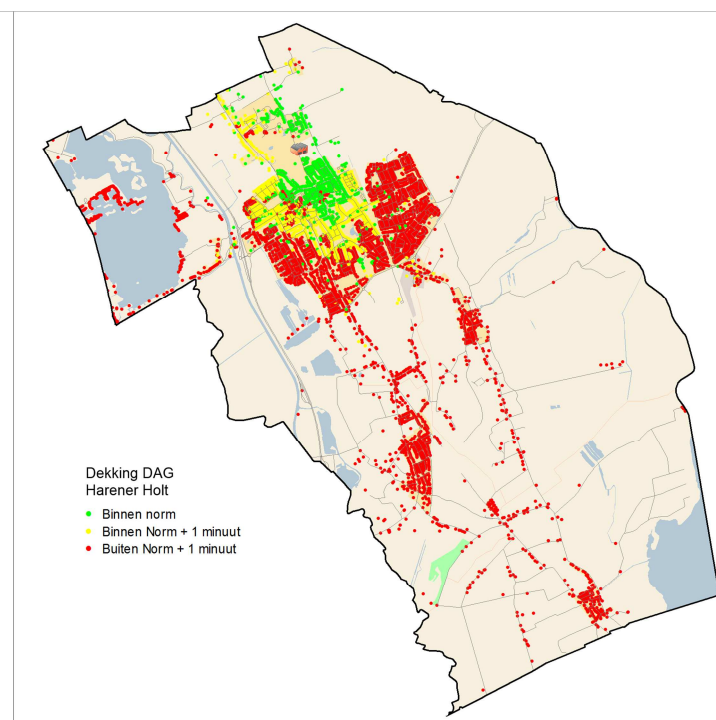 Dekking DAG
Harener Holt
Binnen norm
Binnen Norm + 1 minuut
Buiten Norm + 1 minuut